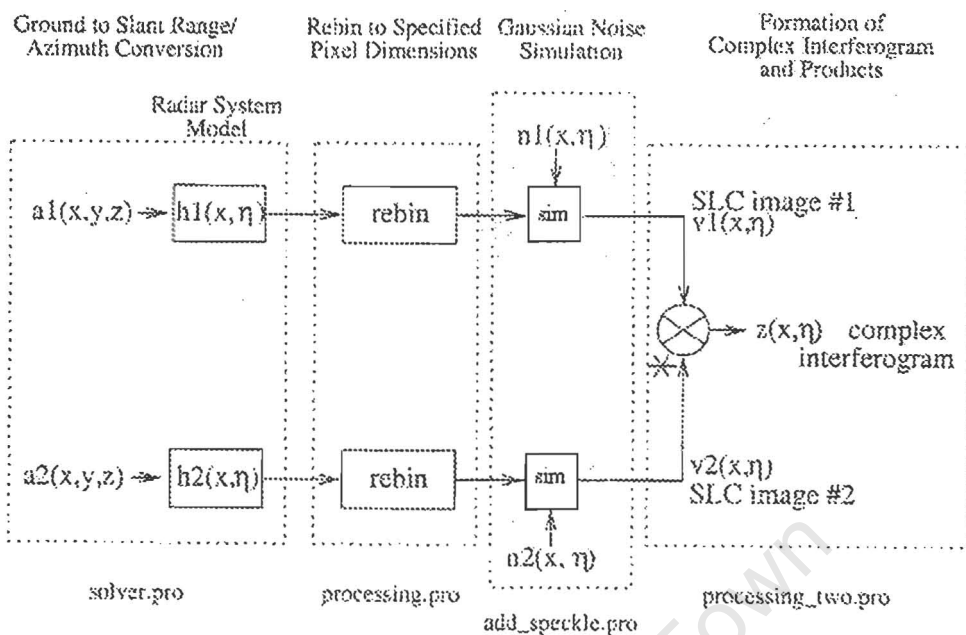 Ground to Slant Range/
Azimuth Conversion
Rebin to Specified
Pixel Dimensions
Gaussian Noise
Simulation
Formation of
Complex Interferogram
and Products
Radar System
Model
n1(x,η)
a1(x,y,z)
h1(x,η)
rebin
sim
SLC image #1
v1(x,η)
z(x,η) complex
interferogram
a2(x,y,z)
h2(x,η)
rebin
sim
v2(x,η)
SLC image #2
n2(x, η)
solver.pro
processing.pro
add_speckle.pro
processing_two.pro
Town